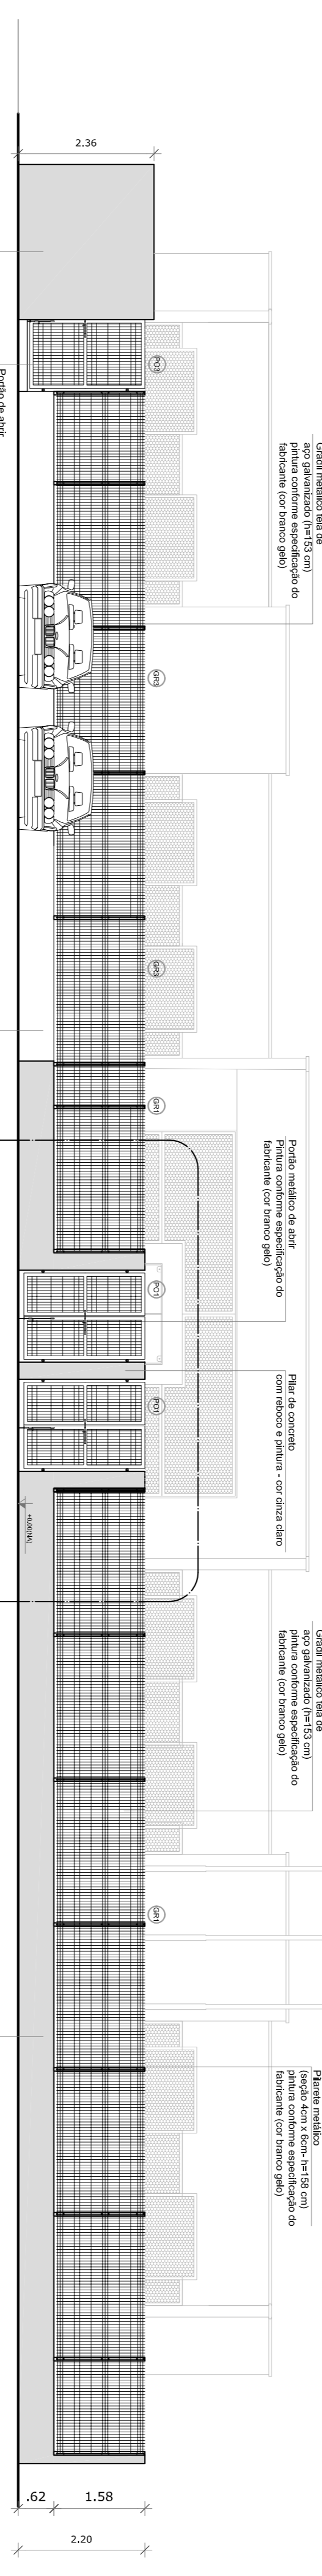 2.36
Portão de abrir
PO3
Gradil metálico tela de
aço galvanizado (h=153 cm)
pintura conforme especificação do
fabricante (cor branco gelo)
GR3
GR3
GR1
Portão metálico de abrir
Pintura conforme especificação do
fabricante (cor branco gelo)
PO1
Pilar de concreto
com reboco e pintura - cor cinza claro
PO1
+0,00(NA)
Gradil metálico tela de
aço galvanizado (h=153 cm)
pintura conforme especificação do
fabricante (cor branco gelo)
GR1
Pilarete metálico
(seção 4cm x 6cm- h=158 cm)
pintura conforme especificação do
fabricante (cor branco gelo)
.62
1.58
2.20